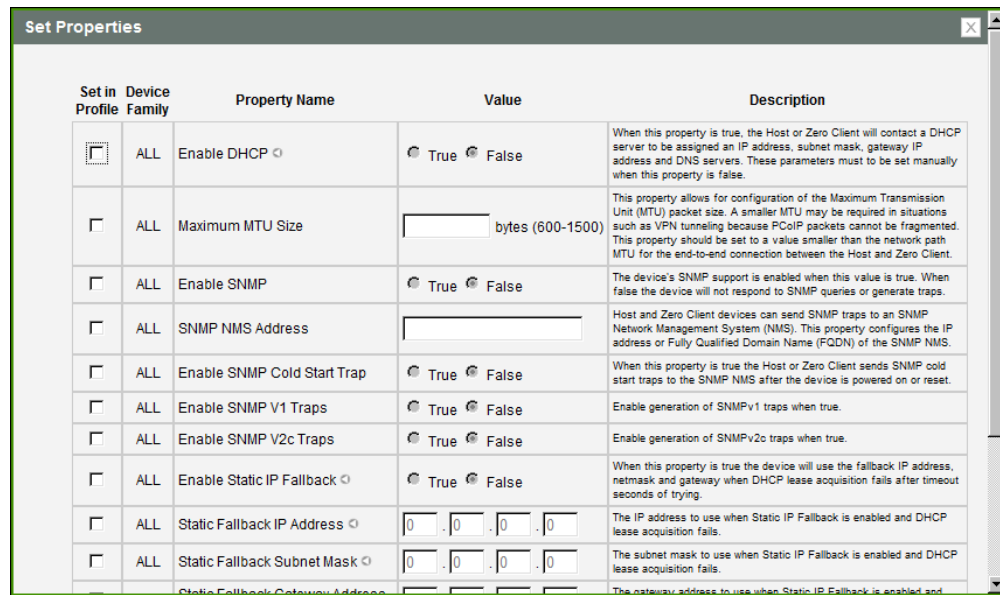 Set Properties
X
Set in Profile
Device Family
Property Name
Value
Description
ALL
Enable DHCP
True False
When this property is true, the Host or Zero Client will contact a DHCP
server to be assigned an IP address, subnet mask, gateway IP
address and DNS servers. These parameters must to be set manually
when this property is false.
ALL
Maximum MTU Size
bytes (600-1500)
This property allows for configuration of the Maximum Transmission
Unit (MTU) packet size. A smaller MTU may be required in situations
such as VPN tunneling because PCoIP packets cannot be fragmented.
This property should be set to a value smaller than the network path
MTU for the end-to-end connection between the Host and Zero Client.
ALL
Enable SNMP
True False
The device's SNMP support is enabled when this value is true. When
false the device will not respond to SNMP queries or generate traps.
ALL
SNMP NMS Address
Host and Zero Client devices can send SNMP traps to an SNMP
Network Management System (NMS). This property configures the IP
address or Fully Qualified Domain Name (FQDN) of the SNMP NMS.
ALL
Enable SNMP Cold Start Trap
True False
When this property is true the Host or Zero Client sends SNMP cold
start traps to the SNMP NMS after the device is powered on or reset.
ALL
Enable SNMP V1 Traps
True False
Enable generation of SNMPv1 traps when true.
ALL
Enable SNMP V2c Traps
True False
Enable generation of SNMPv2c traps when true.
ALL
Enable Static IP Fallback
True False
When this property is true the device will use the fallback IP address,
netmask and gateway when DHCP lease acquisition fails after timeout
seconds of trying.
ALL
Static Fallback IP Address
0 . 0 . 0 . 0
The IP address to use when Static IP Fallback is enabled and DHCP
lease acquisition fails.
ALL
Static Fallback Subnet Mask
0 . 0 . 0 . 0
The subnet mask to use when Static IP Fallback is enabled and DHCP
lease acquisition fails.
Static Fallback Gateway Address
The gateway address to use when Static IP Fallback is enabled and